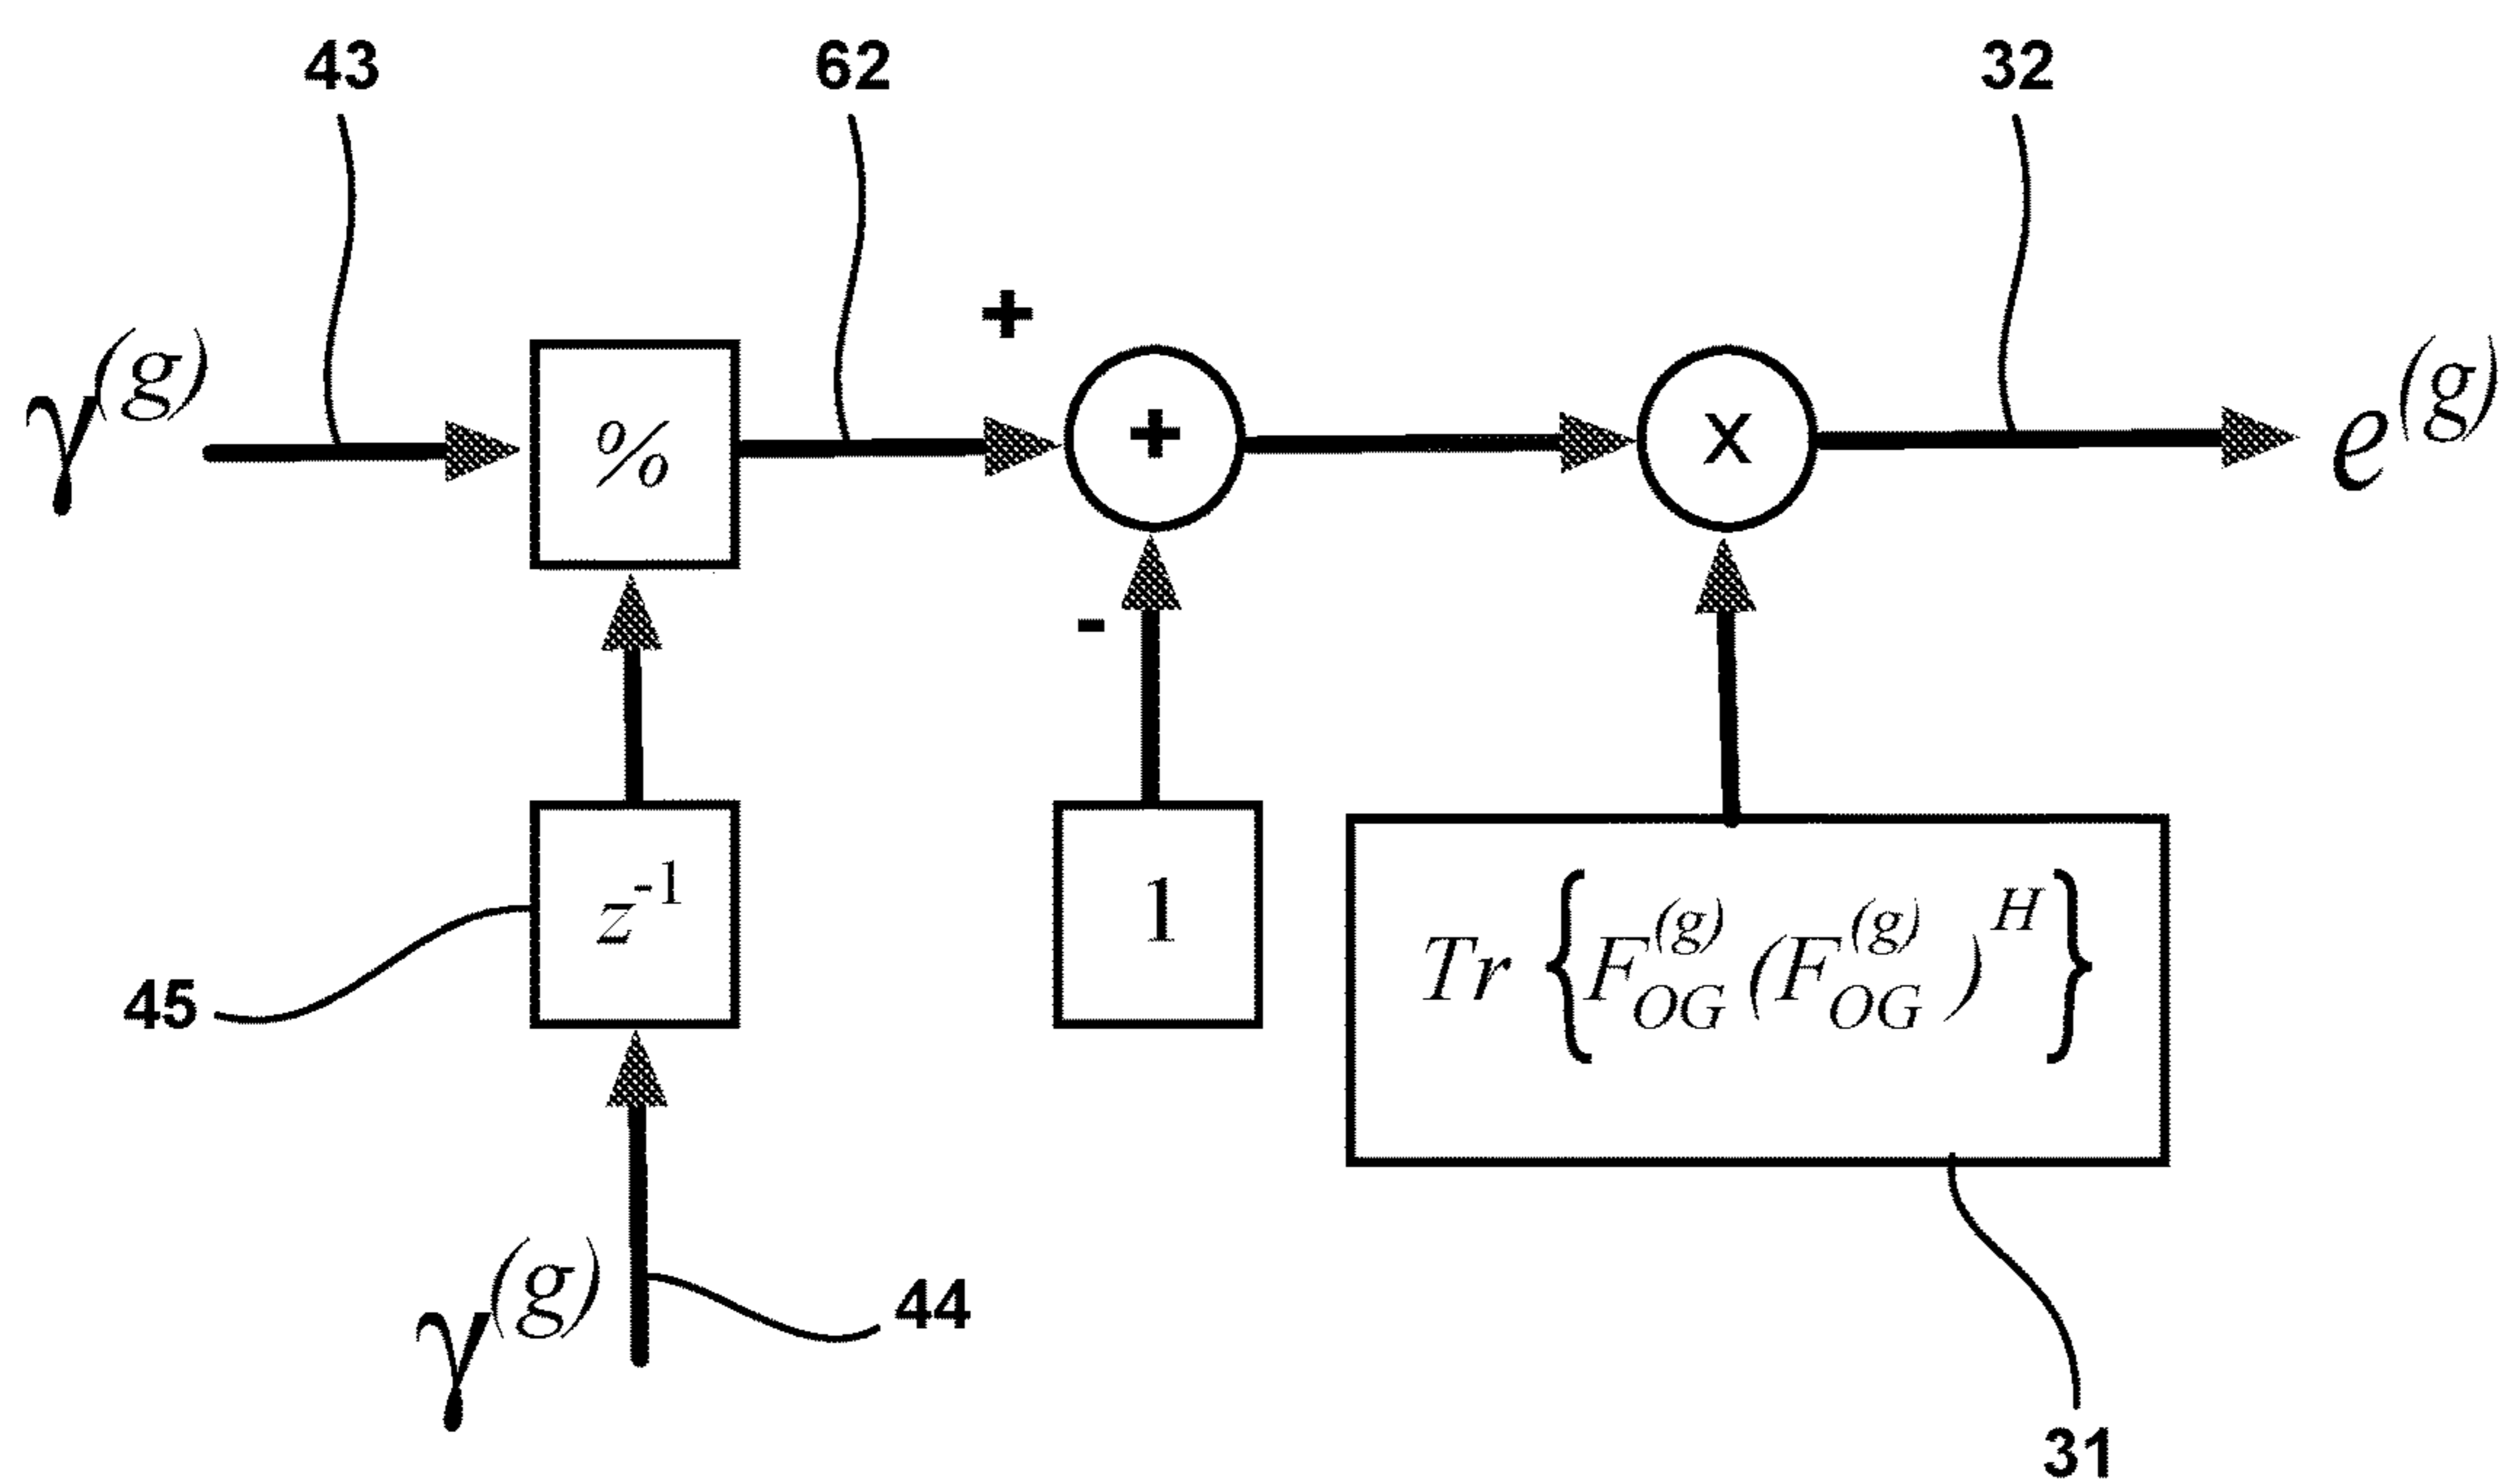 43 62 32
+
γ(g) % + x e(g)
-
z-1 1 Tr {F(g)OG (F(g)OG)H}
45
γ(g) 44
31